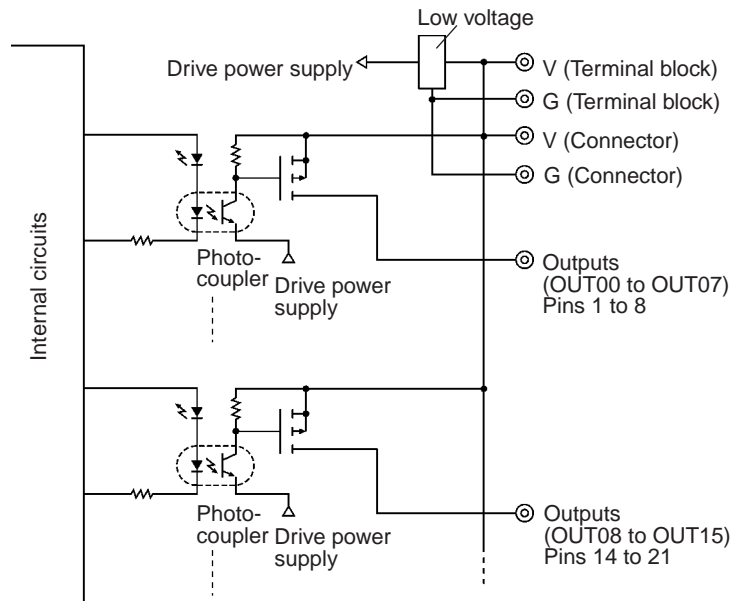 Low voltage
Drive power supply
V (Terminal block)
G (Terminal block)
V (Connector)
G (Connector)
Internal circuits
Photo-
coupler
Drive power
supply
Outputs
(OUT00 to OUT07)
Pins 1 to 8
Photo-
coupler
Drive power
supply
Outputs
(OUT08 to OUT15)
Pins 14 to 21